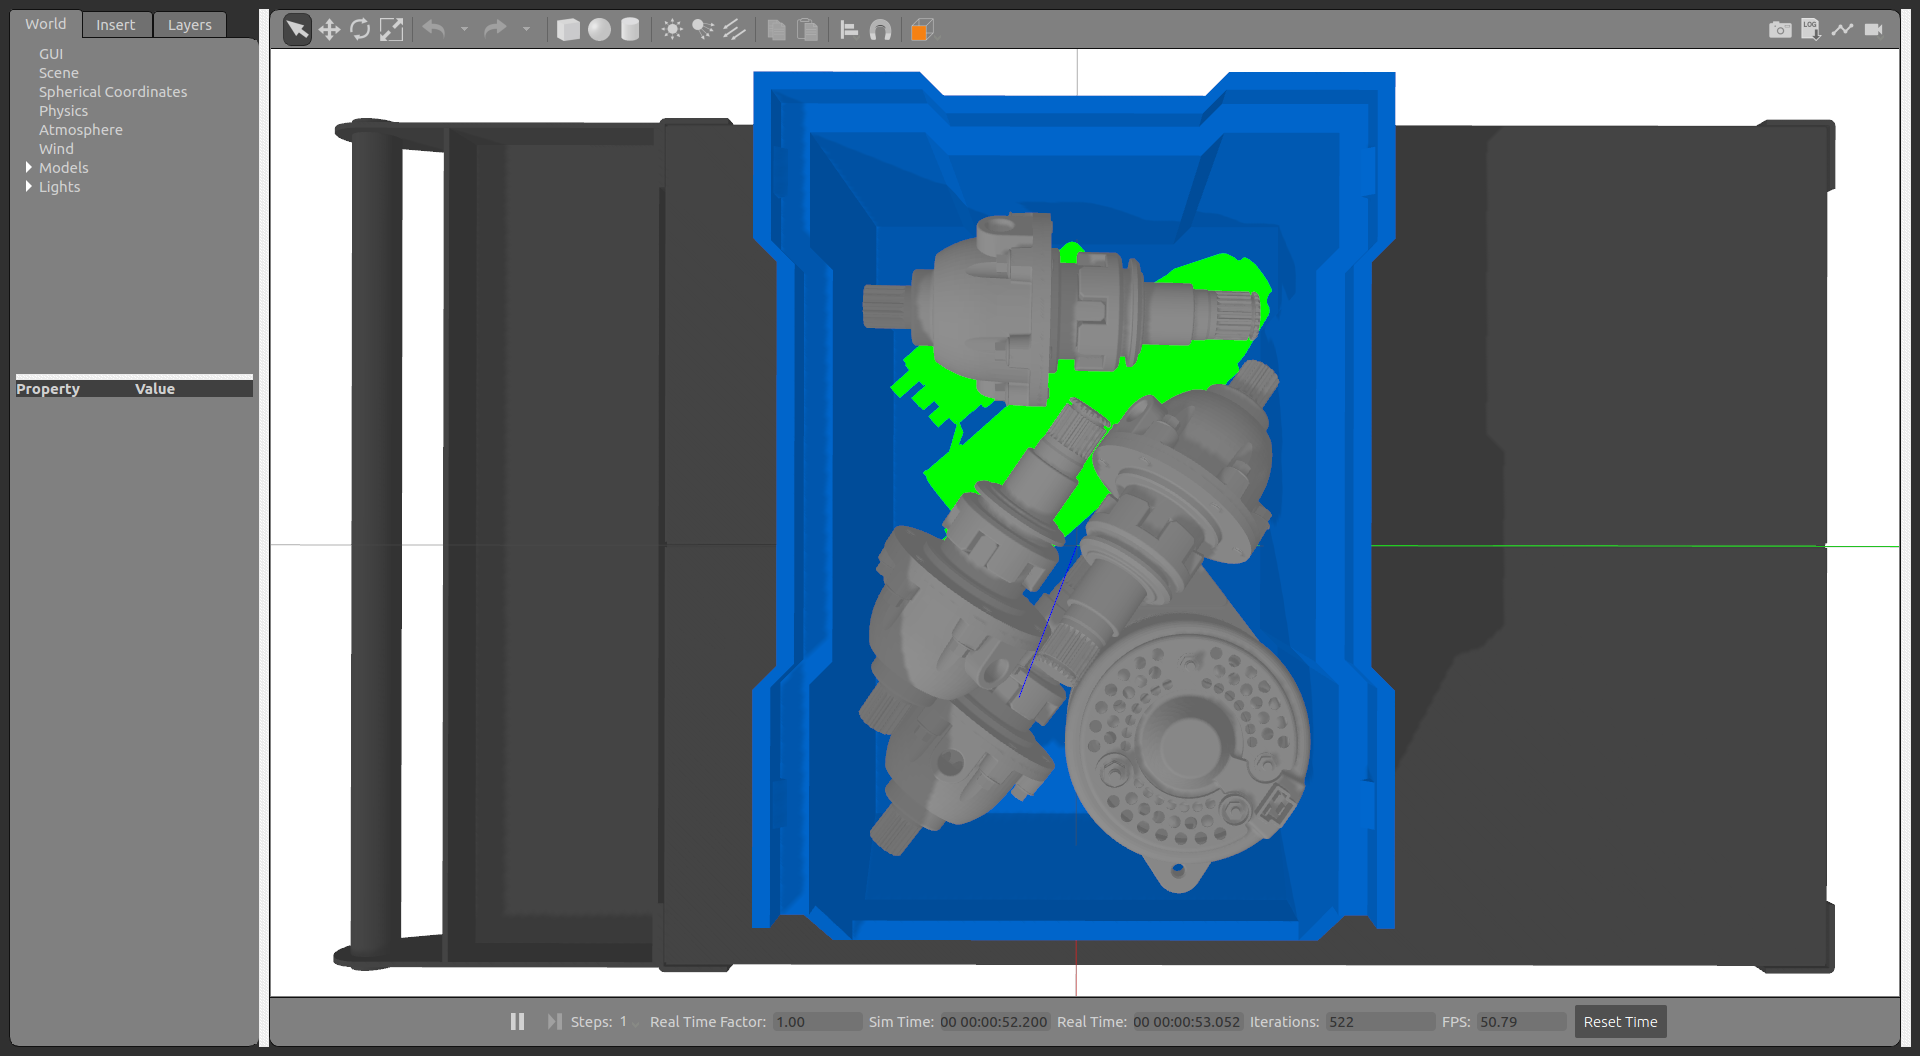 World Insert Layers
GUI
Scene
Spherical Coordinates
Physics
Atmosphere
Wind
Models
Lights
Property Value
LOG
Steps: 1 Real Time Factor: 1.00 Sim Time: 00 00:00:52.200 Real Time: 00 00:00:53.052 Iterations: 522 FPS: 50.79 Reset Time